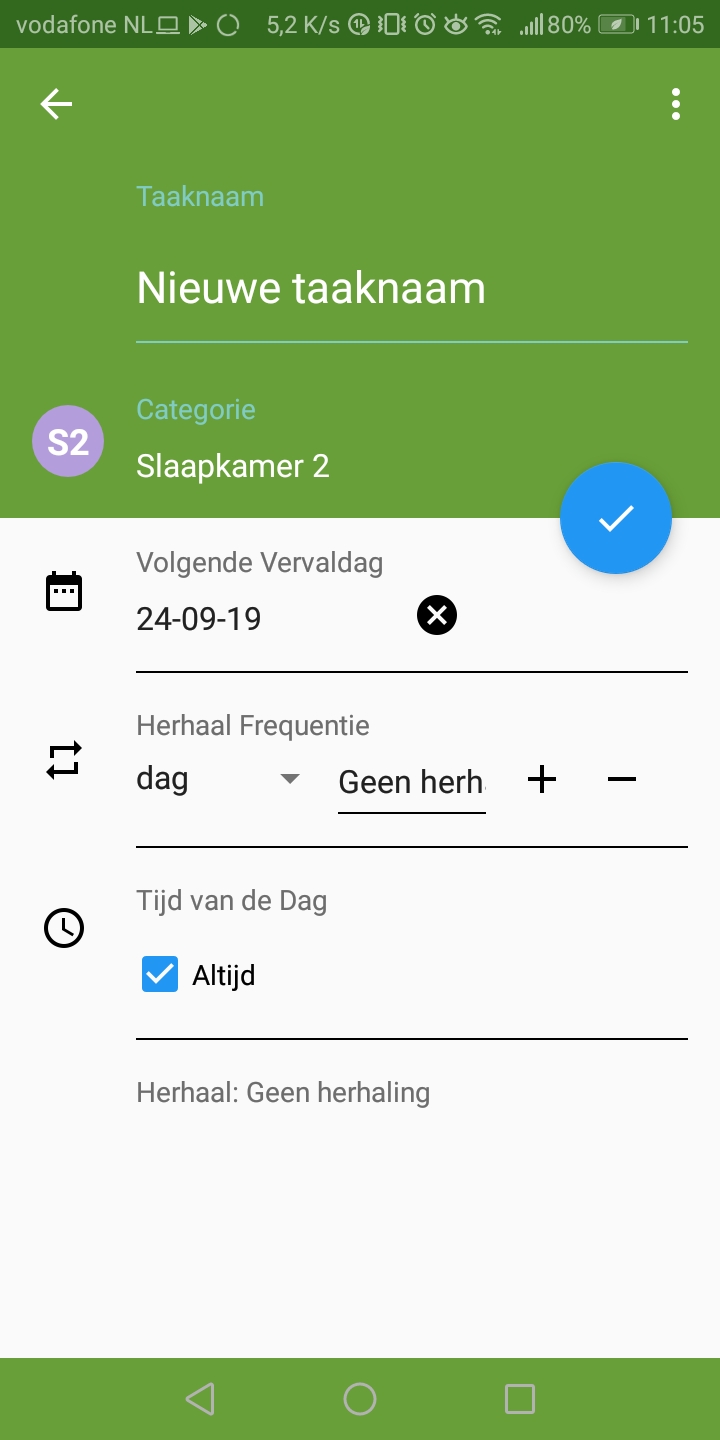 vodafone NL 5,2 K/s 80% 11:05
Taaknaam
Nieuwe taaknaam
Categorie
S2
Slaapkamer 2
Volgende Vervaldag
24-09-19
Herhaal Frequentie
dag Geen herh
Tijd van de Dag
Altijd
Herhaal: Geen herhaling